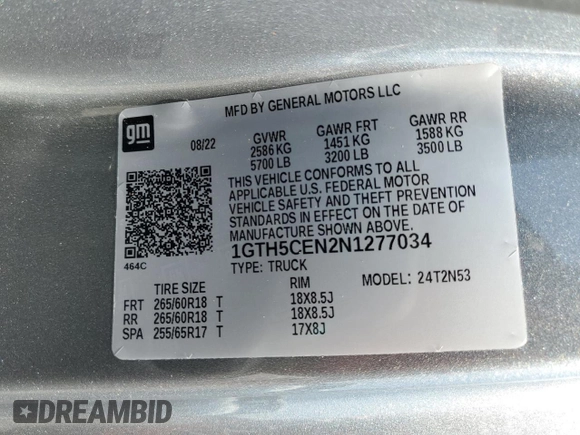 MFD BY GENERAL MOTORS LLC
gm
08/22
GVWR GAWR FRT GAWR RR
2586 KG 1451 KG 1588 KG
5700 LB 3200 LB 3500 LB
THIS VEHICLE CONFORMS TO ALL
APPLICABLE U.S. FEDERAL MOTOR
VEHICLE SAFETY AND THEFT PREVENTION
STANDARDS IN EFFECT ON THE DATE OF
MANUFACTURE SHOWN ABOVE.
1GTH5CEN2N1277034
464C
TYPE: TRUCK MODEL: 24T2N53
TIRE SIZE RIM
FRT 265/60R18 T 18X8.5J
RR 265/60R18 T 18X8.5J
SPA 255/65R17 T 17X8J
DREAMBID